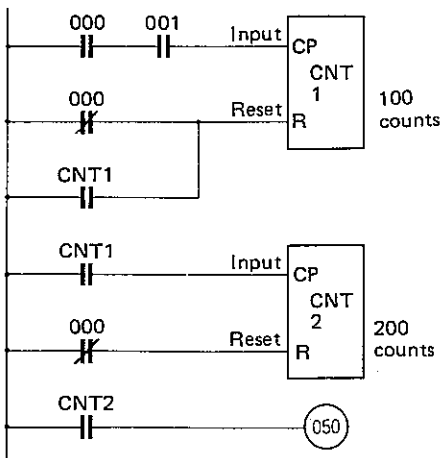 000 001
Input
CP
CNT
1
100
counts
000
Reset
R
CNT1
CNT1
Input
CP
CNT
2
200
counts
000
Reset
R
CNT2
050